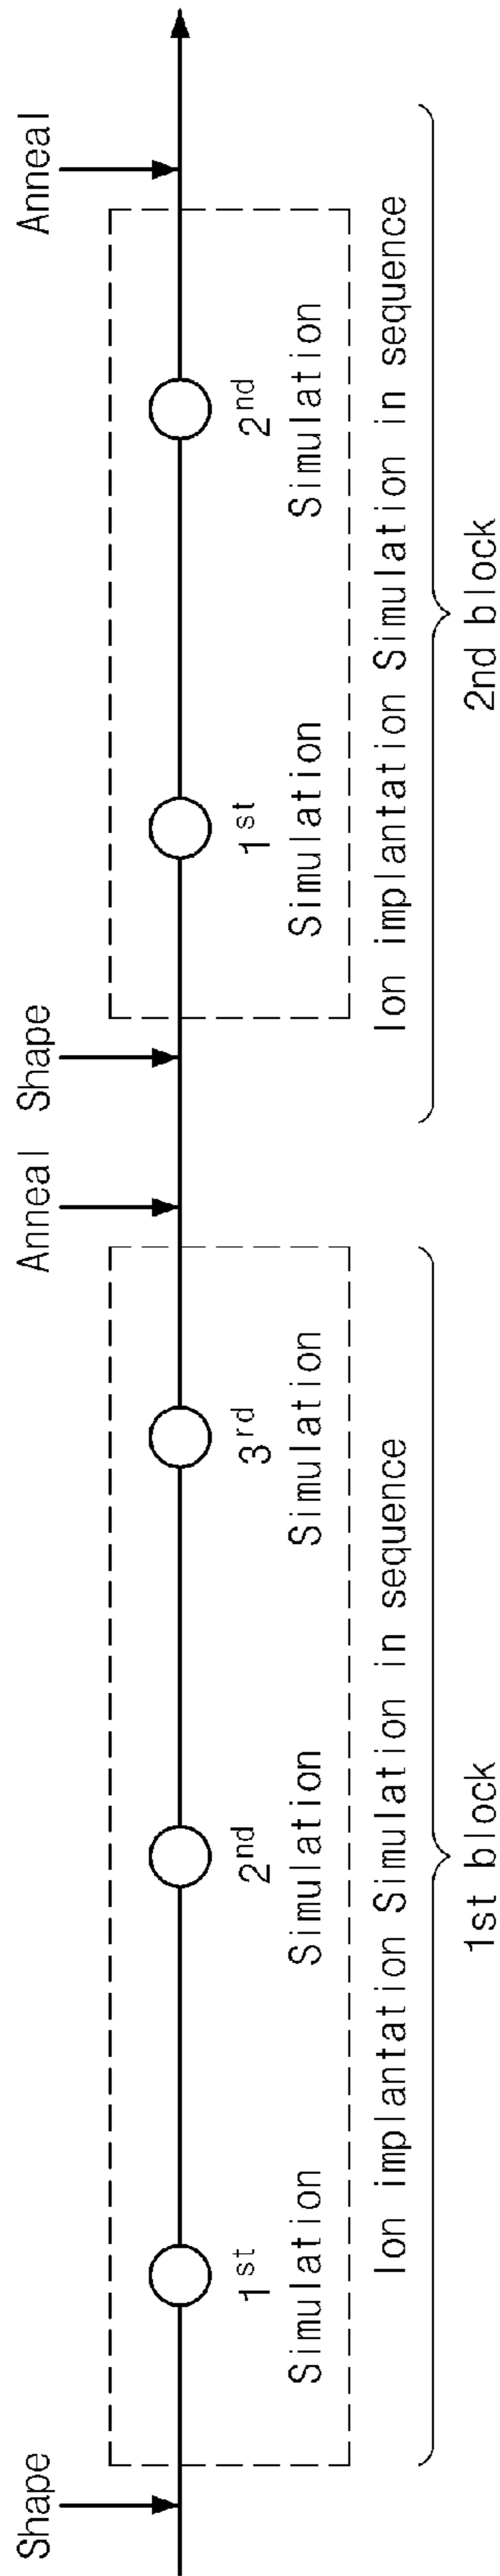 Shape
Anneal
Shape
Anneal
1st
Simulation
2nd
Simulation
3rd
Simulation
1st
Simulation
2nd
Simulation
Ion implantation Simulation in sequence
Ion implantation Simulation in sequence
1st block
2nd block